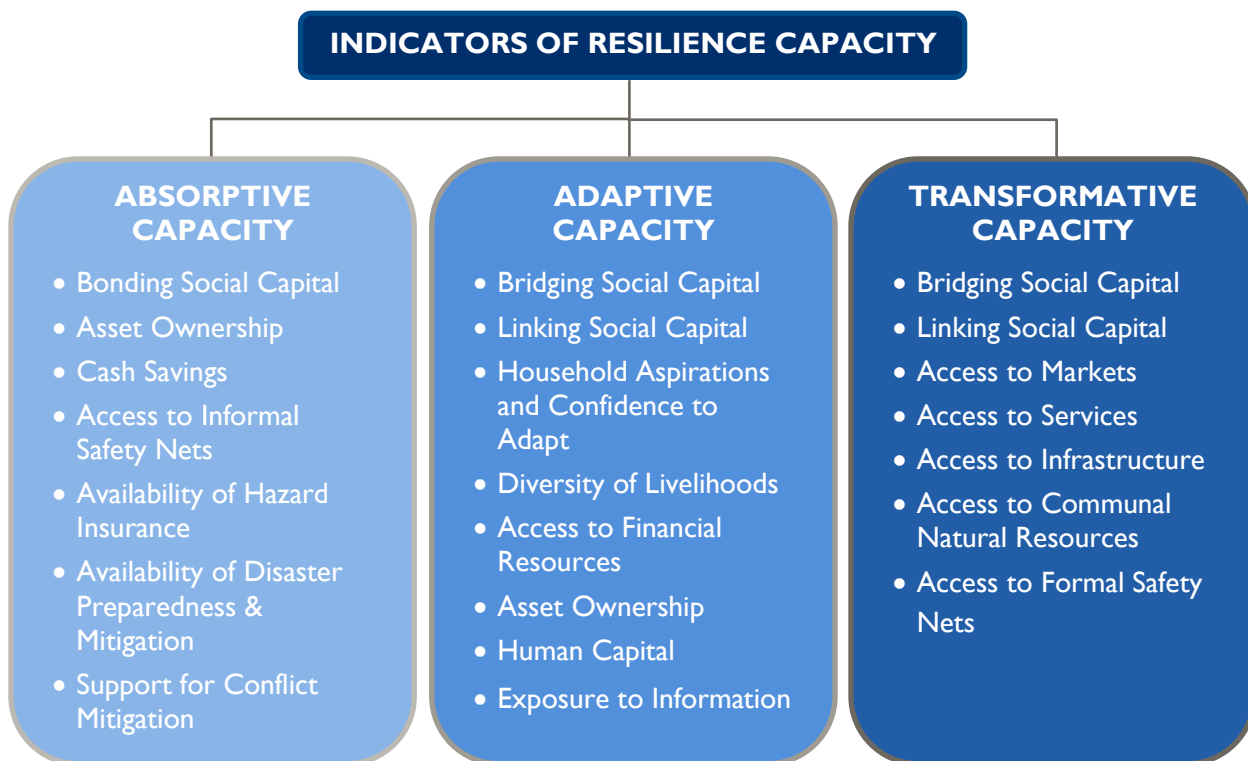 INDICATORS OF RESILIENCE CAPACITY
ABSORPTIVE
CAPACITY
• Bonding Social Capital
• Asset Ownership
• Cash Savings
• Access to Informal
Safety Nets
• Availability of Hazard
Insurance
• Availability of Disaster
Preparedness &
Mitigation
• Support for Conflict
Mitigation
ADAPTIVE
CAPACITY
• Bridging Social Capital
• Linking Social Capital
• Household Aspirations
and Confidence to
Adapt
• Diversity of Livelihoods
• Access to Financial
Resources
• Asset Ownership
• Human Capital
• Exposure to Information
TRANSFORMATIVE
CAPACITY
• Bridging Social Capital
• Linking Social Capital
• Access to Markets
• Access to Services
• Access to Infrastructure
• Access to Communal
Natural Resources
• Access to Formal Safety
Nets